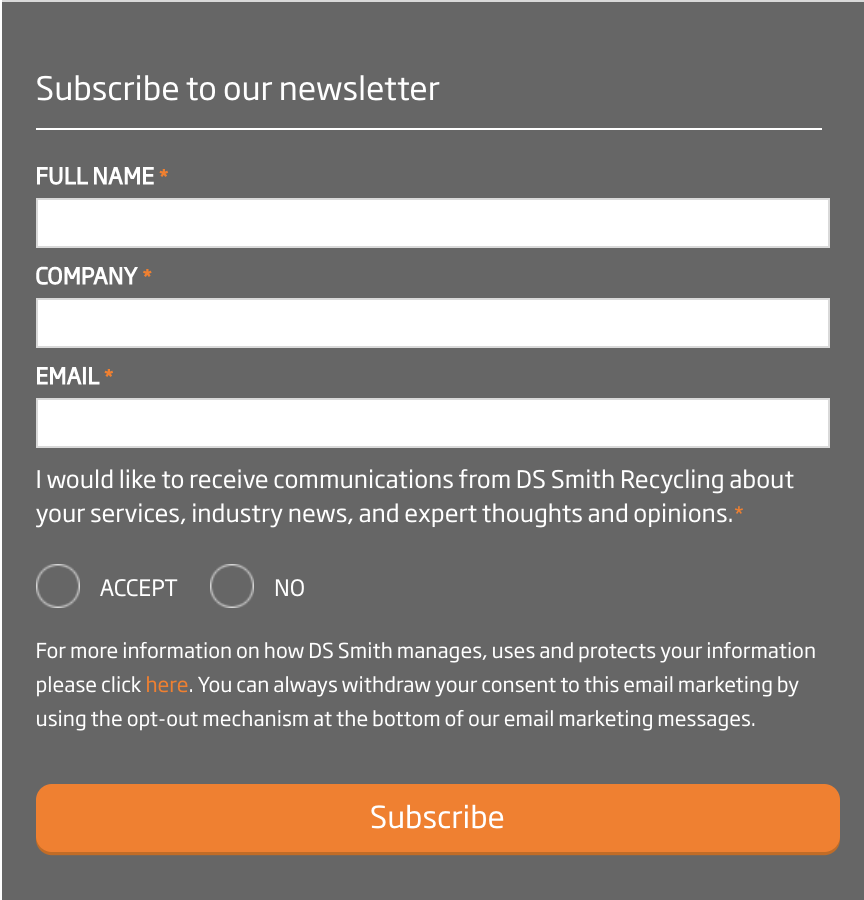 Subscribe to our newsletter
FULL NAME *
COMPANY *
EMAIL *
I would like to receive communications from DS Smith Recycling about
your services, industry news, and expert thoughts and opinions.*
ACCEPT NO
For more information on how DS Smith manages, uses and protects your information
please click here. You can always withdraw your consent to this email marketing by
using the opt-out mechanism at the bottom of our email marketing messages.
Subscribe